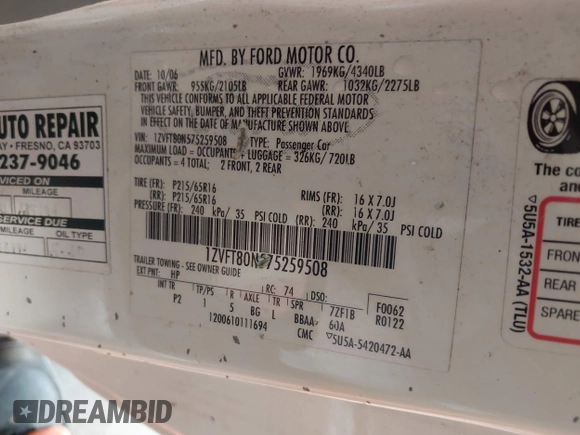 MFD. BY FORD MOTOR CO.
10/06
GVWR: 1969KG/4340LB
FRONT GAWR: 955KG/2105LB
REAR GAWR: 1032KG/2275LB
THIS VEHICLE CONFORMS TO ALL APPLICABLE FEDERAL MOTOR
VEHICLE SAFETY, BUMPER, AND THEFT PREVENTION STANDARDS
IN EFFECT ON THE DATE OF MANUFACTURE SHOWN ABOVE.
VIN: 1ZVFT80N575259508
TYPE: Passenger Car
MAXIMUM LOAD = OCCUPANTS + LUGGAGE = 326KG/720LB
OCCUPANTS = 4 TOTAL: 2 FRONT, 2 REAR
TIRE (FR): P215/65R16
RIMS (FR): 16 X 7.0J
(RR): P215/65R16
(RR): 16 X 7.0J
PRESSURE (FR): 240 kPa/ 35 PSI COLD
(RR): 240 kPa/ 35 PSI COLD
1ZVFT80N575259508
TRAILER TOWING - SEE OWNER GUIDE
EXT PNT: HP
RC: 74
DSO:
F0062
R0122
INT TR
TP
R
AXLE
TR
SPR
7ZF1B
P2
1
5
BG
L
BBAA
60A
1200610111694
CMC
▽5U5A-5420472-AA
AUTO REPAIR
WAY • FRESNO, CA 93703
237-9046
SERVICED ON
MILEAGE
SERVICE DUE
MILEAGE
The co
an
TIRE
FRON
REAR
SPARE
▽5U5A-1532-AA (TLU)
DREAMBID